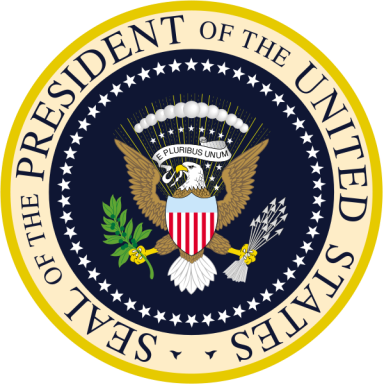 SEAL OF THE PRESIDENT OF THE UNITED STATES
E PLURIBUS UNUM